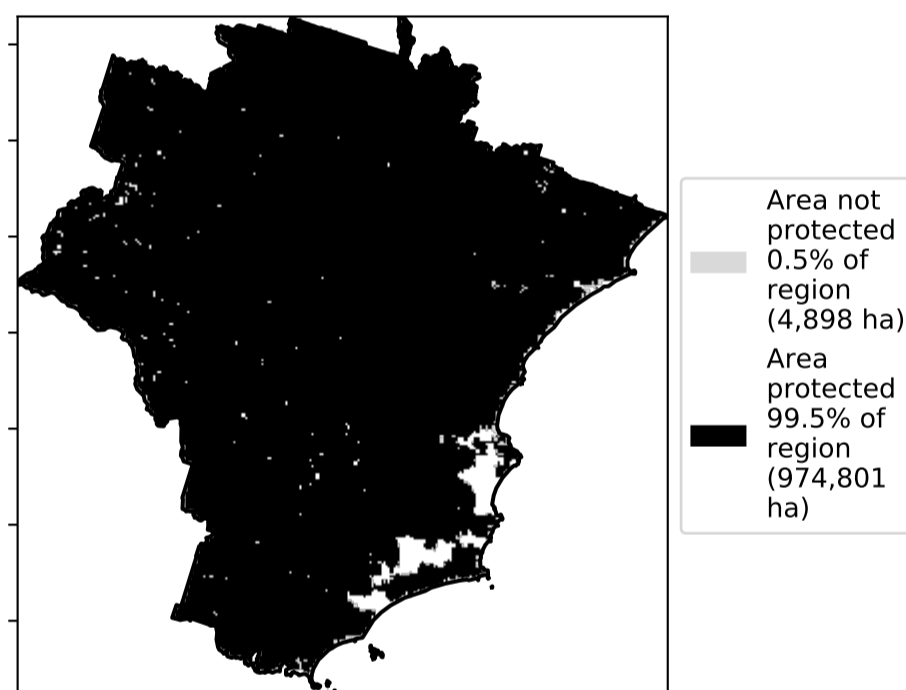 Area not
protected
0.5% of
region
(4,898 ha)
Area
protected
99.5% of
region
(974,801
ha)